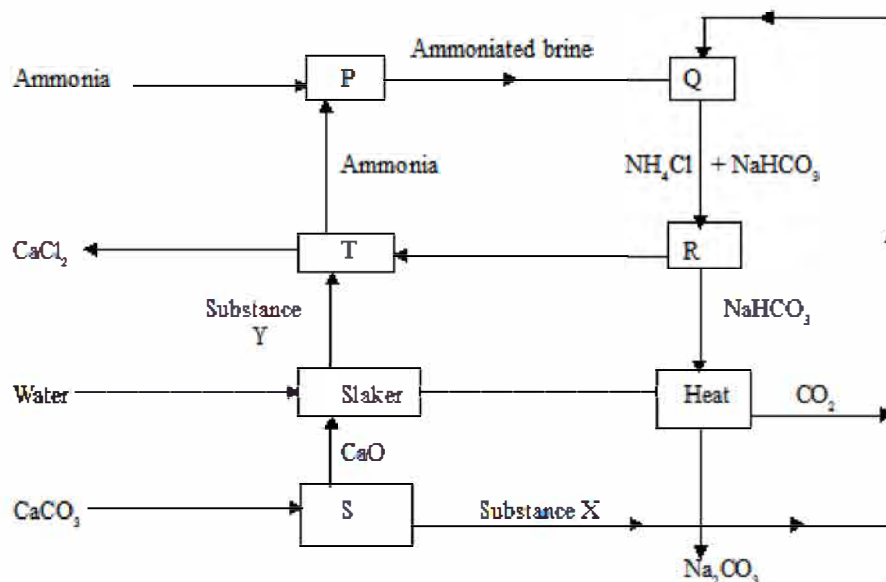 Ammoniated brine
Ammonia
P
Q
Ammonia
NH₄Cl + NaHCO₃
CaCl₂
T
R
Substance
Y
NaHCO₃
Water
Slaker
Heat
CO₂
CaO
CaCO₃
S
Substance X
Na₂CO₃